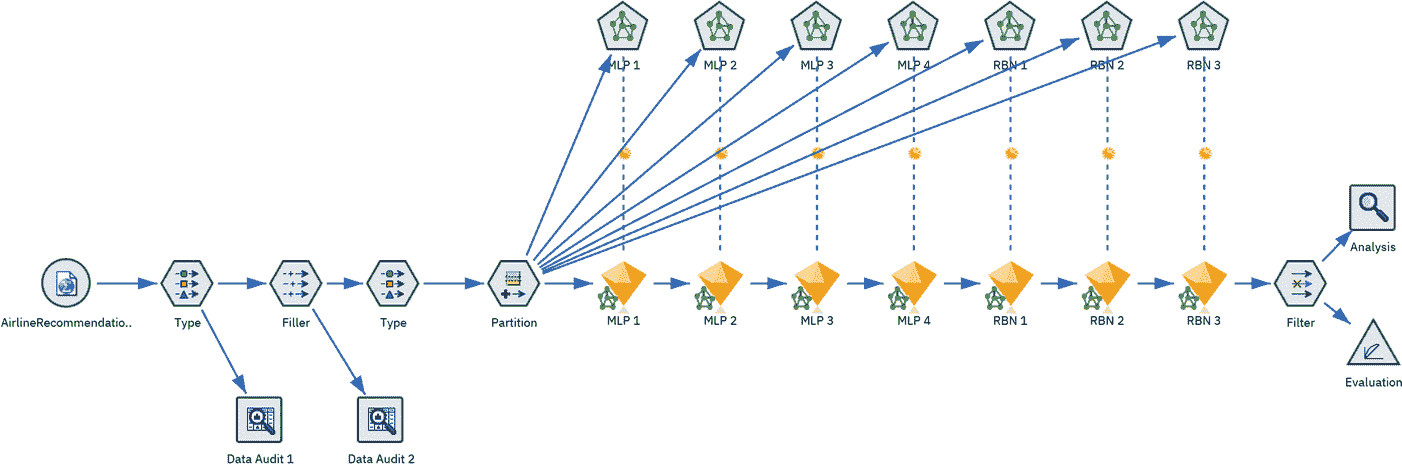 MLP 1
MLP 2
MLP 3
MLP 4
RBN 1
RBN 2
RBN 3
Analysis
AirlineRecommendatio..
Type
Filler
Type
Partition
MLP 1
MLP 2
MLP 3
MLP 4
RBN 1
RBN 2
RBN 3
Filter
Evaluation
Data Audit 1
Data Audit 2